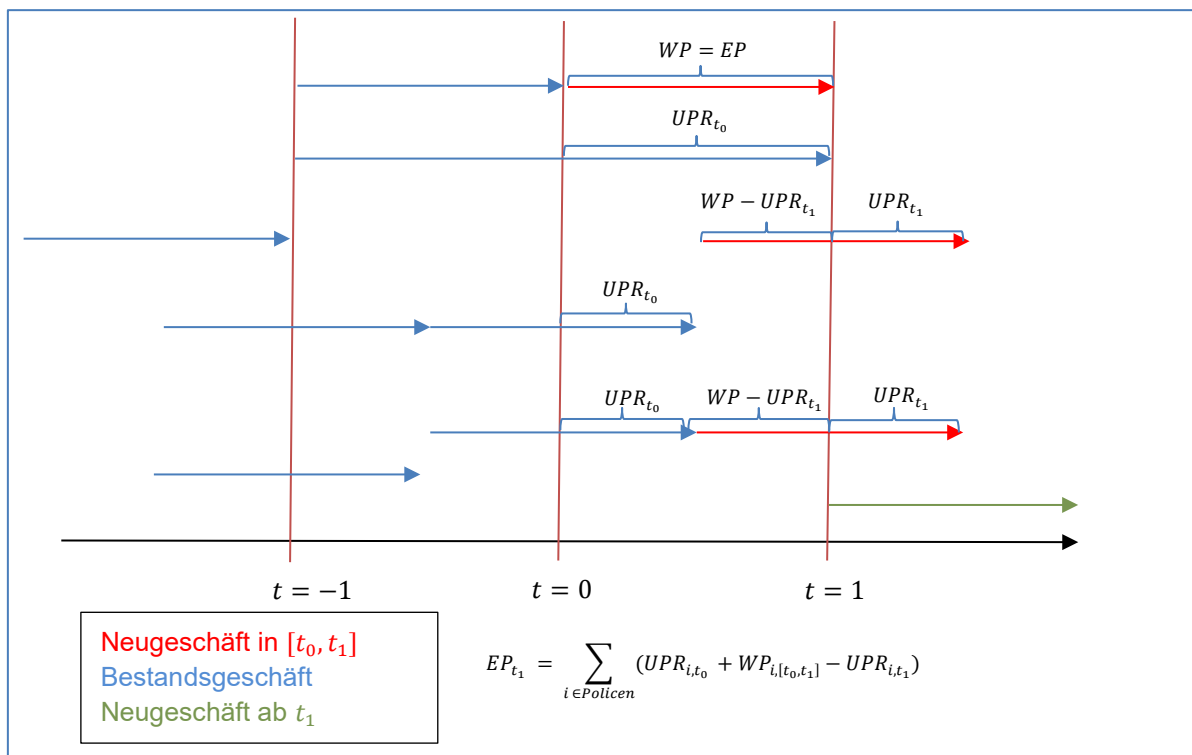 WP = EP
UPR_{t_0}
WP − UPR_{t_1} UPR_{t_1}
UPR_{t_0}
UPR_{t_0} WP − UPR_{t_1} UPR_{t_1}
t = −1 t = 0 t = 1
Neugeschäft in [t_0, t_1]
Bestandsgeschäft
Neugeschäft ab t_1
EP_{t_1} = ∑_{i ∈Policen} (UPR_{i,t_0} + WP_{i,[t_0,t_1]} − UPR_{i,t_1})